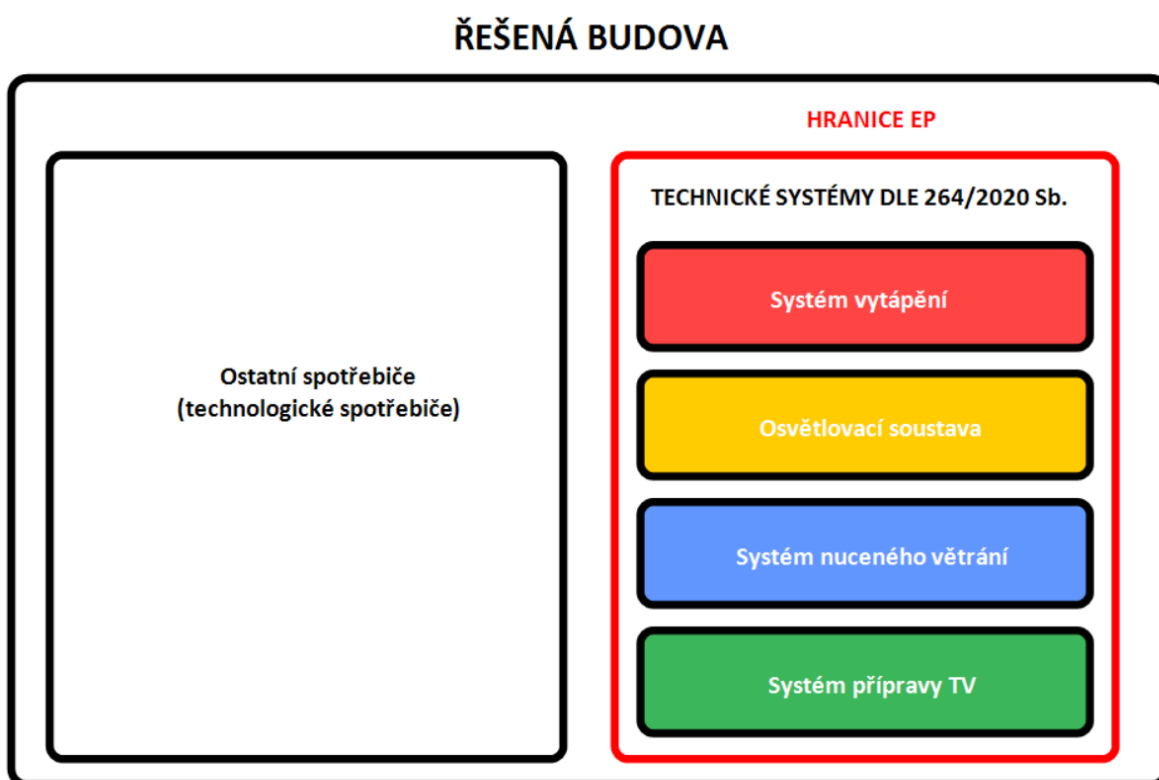 ŘEŠENÁ BUDOVA
HRANICE EP
TECHNICKÉ SYSTÉMY DLE 264/2020 Sb.
Systém vytápění
Ostatní spotřebiče
(technologické spotřebiče)
Osvětlovací soustava
Systém nuceného větrání
Systém přípravy TV